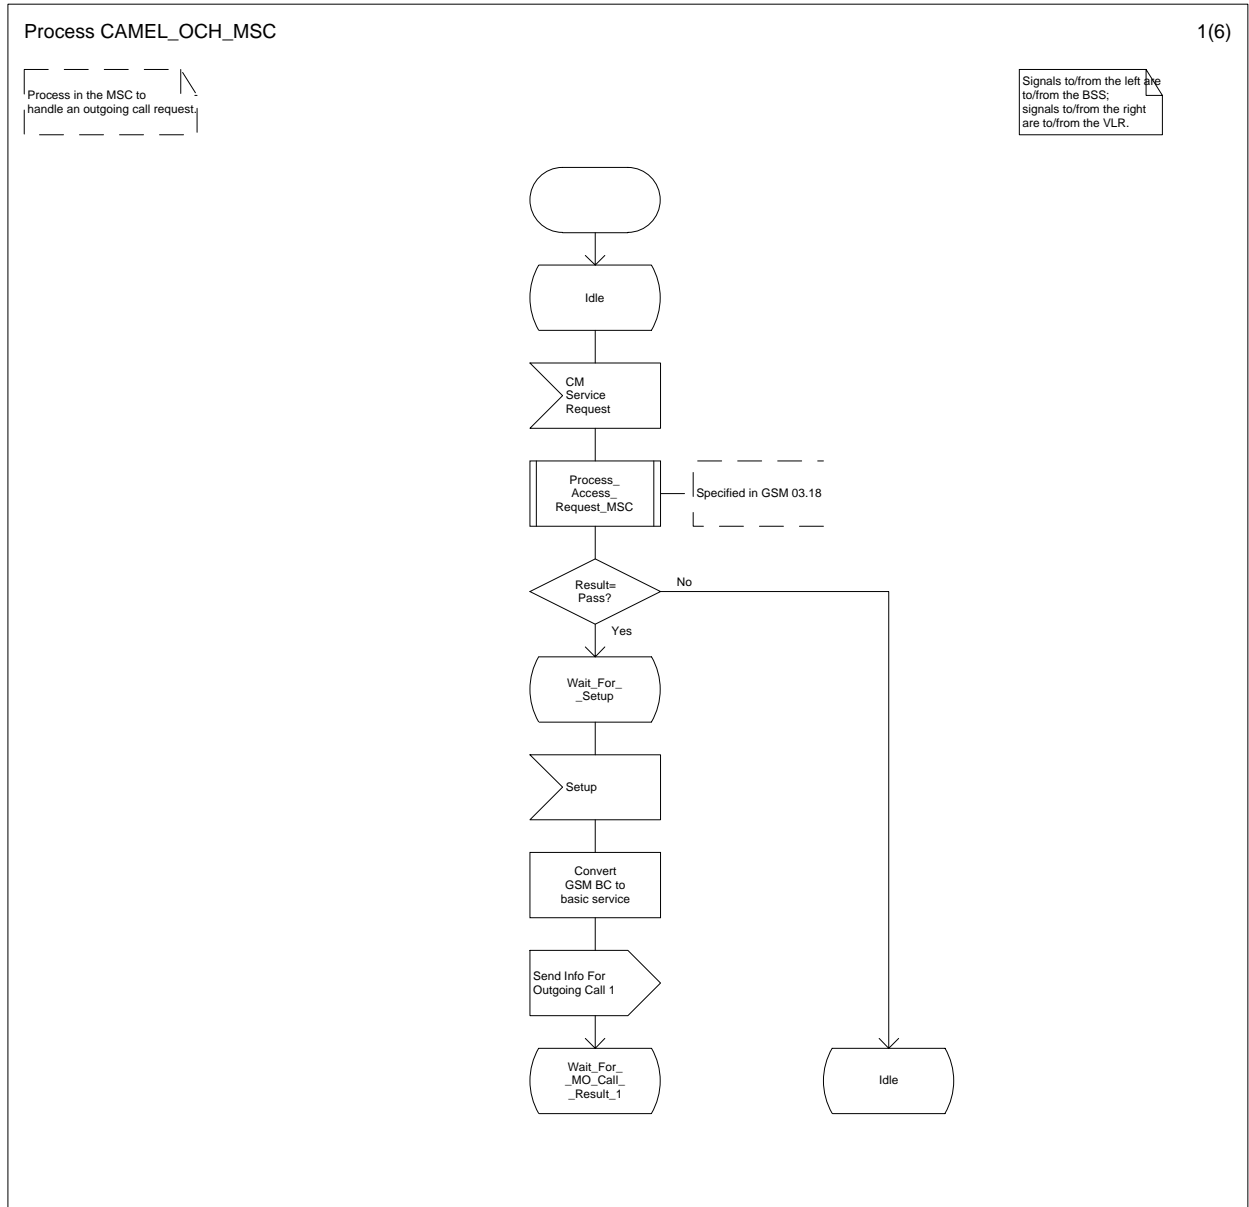 Process CAMEL_OCH_MSC
1(6)
Process in the MSC to
handle an outgoing call request.
Signals to/from the left are
to/from the BSS;
signals to/from the right
are to/from the VLR.
Idle
CM
Service
Request
Process_
Access_
Request_MSC
Specified in GSM 03.18
Result=
Pass?
No
Yes
Wait_For_
_Setup
Setup
Convert
GSM BC to
basic service
Send Info For
Outgoing Call 1
Wait_For_
_MO_Call_
_Result_1
Idle